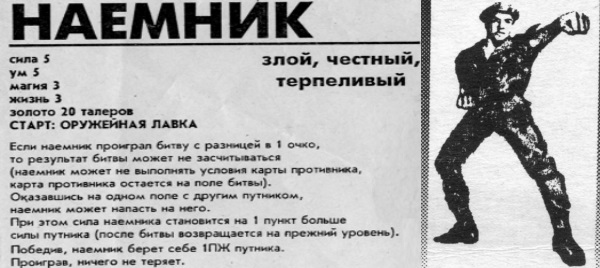 НАЕМНИК
сила 5
ум 5
магия 3
жизнь 3
золото 20 талеров
СТАРТ: ОРУЖЕЙНАЯ ЛАВКА
злой, честный,
терпеливый
Если наемник проиграл битву с разницей в 1 очко,
то результат битвы может не засчитываться
(наемник может не выполнять условия карты противника,
карта противника остается на поле битвы).
Оказавшись на одном поле с другим путником,
наемник может напасть на него.
При этом сила наемника становится на 1 пункт больше
силы путника (после битвы возвращается на прежний уровень).
Победив, наемник берет себе 1ПЖ путника.
Проиграв, ничего не теряет.